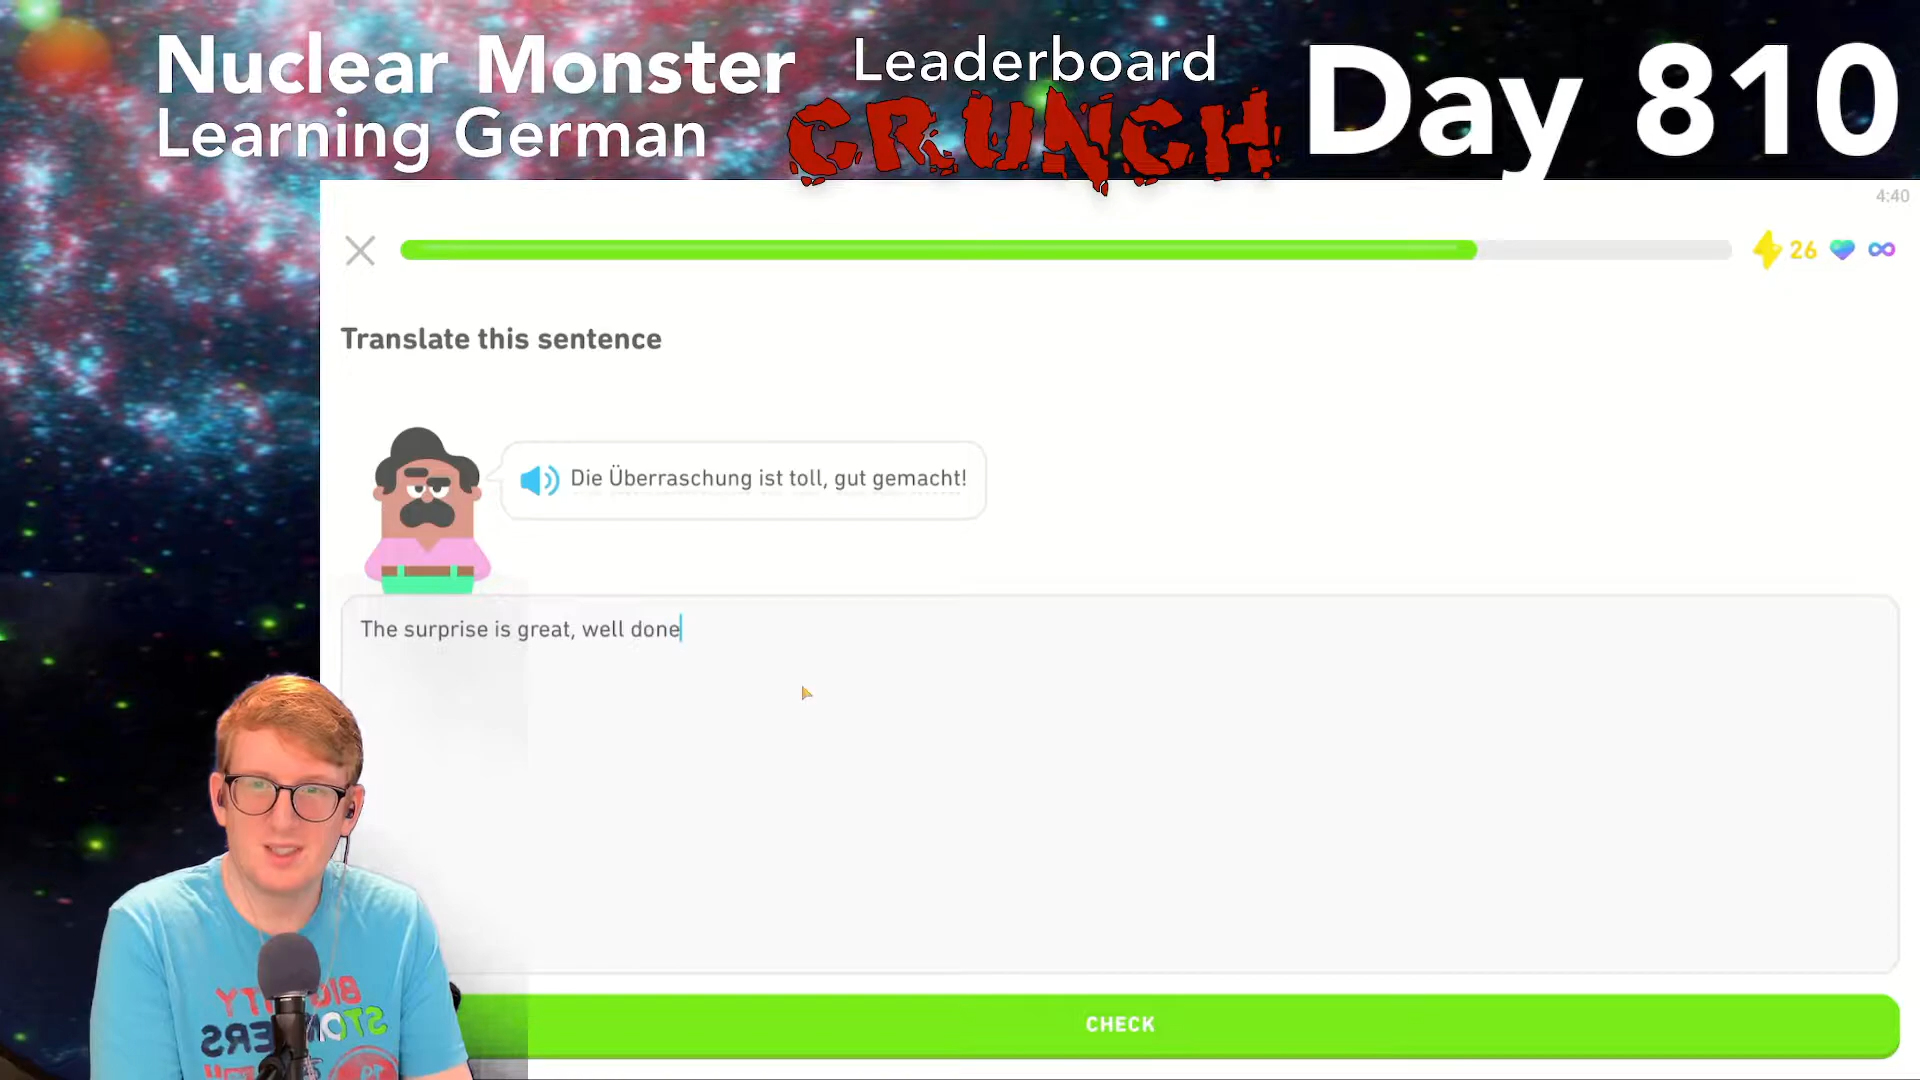 Nuclear Monster
Learning German
Leaderboard
CRUNCH
Day 810
4:40
26
Translate this sentence
Die Überraschung ist toll, gut gemacht!
The surprise is great, well done
CHECK